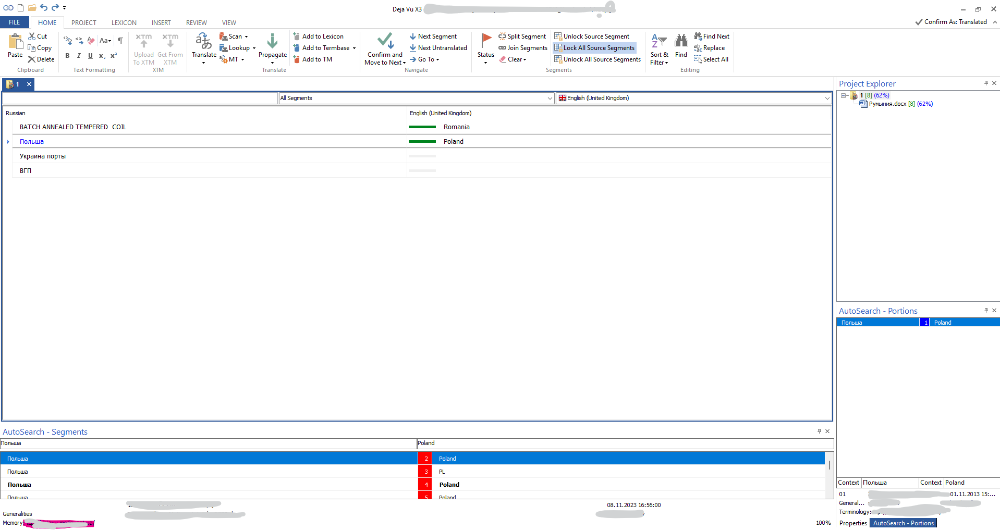 Deja Vu X3
FILE HOME PROJECT LEXICON INSERT REVIEW VIEW
Confirm As: Translated
Paste
Cut
Copy
Delete
Clipboard
Aa
B I U x₂ x²
Text Formatting
XTM XTM
Upload To XTM
Get From XTM
XTM
Translate
Scan
Lookup
MT
Propagate
Add to Lexicon
Add to Termbase
Add to TM
Translate
Confirm and Move to Next
Next Segment
Next Untranslated
Go To
Navigate
Status
Split Segment
Join Segments
Clear
Unlock Source Segment
Lock All Source Segments
Unlock All Source Segments
Segments
Sort & Filter
Find
Find Next
Replace
Select All
Editing
1
All Segments
English (United Kingdom)
Russian English (United Kingdom)
BATCH ANNEALED TEMPERED  COIL Romania
Польша Poland
Украина порты
ВГП
Project Explorer
1 [8] (62%)
Румыния.docx [8] (62%)
AutoSearch - Portions
Польша 1 Poland
Context Польша Context Poland
01 01.11.2013 15:...
General...
Terminology:
Properties AutoSearch - Portions
AutoSearch - Segments
Польша Poland
Польша 2 Poland
Польша 3 PL
Польша 4 Poland
Польша 5 Poland
08.11.2023 16:56:00
Generalities
Memory
100%